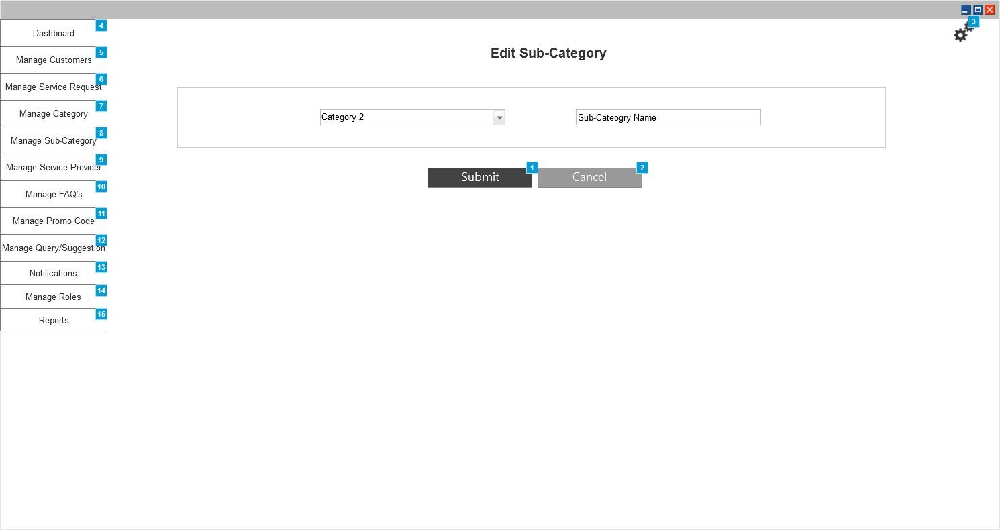 3
Dashboard 4
Edit Sub-Category
Manage Customers 5
Manage Service Request 6
Manage Category 7
Category 2
Sub-Cateogry Name
Manage Sub-Category 8
Manage Service Provider 9
Submit 1
Cancel 2
Manage FAQ's 10
Manage Promo Code 11
Manage Query/Suggestion 12
Notifications 13
Manage Roles 14
Reports 15